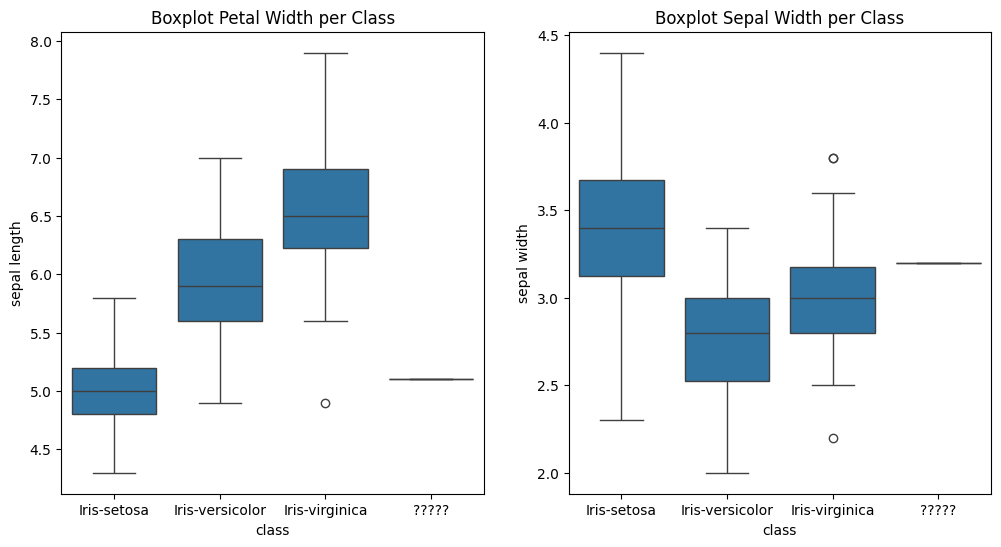 Boxplot Petal Width per Class
8.0
7.5
7.0
6.5
6.0
5.5
5.0
4.5
sepal length
Iris-setosa
Iris-versicolor
Iris-virginica
?????
class
Boxplot Sepal Width per Class
4.5
4.0
3.5
3.0
2.5
2.0
sepal width
Iris-setosa
Iris-versicolor
Iris-virginica
?????
class